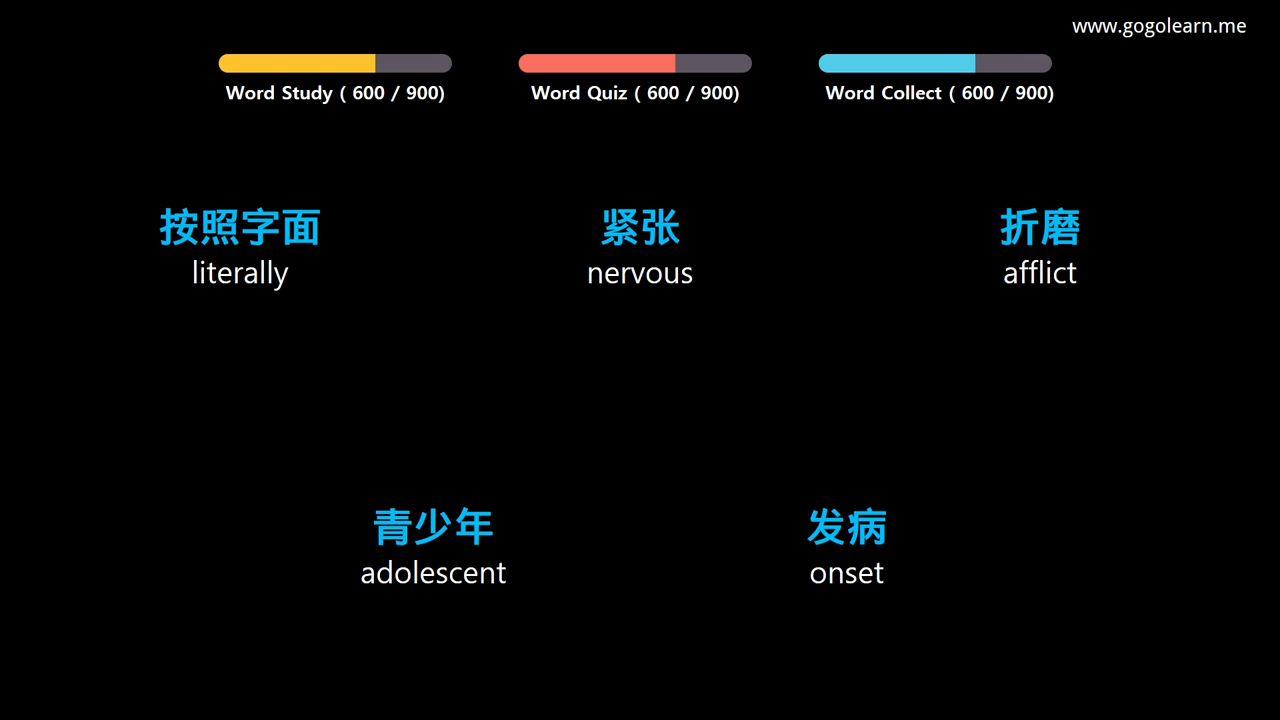 www.gogolearn.me
Word Study ( 600 / 900)
Word Quiz ( 600 / 900)
Word Collect ( 600 / 900)
按照字面
literally
紧张
nervous
折磨
afflict
青少年
adolescent
发病
onset